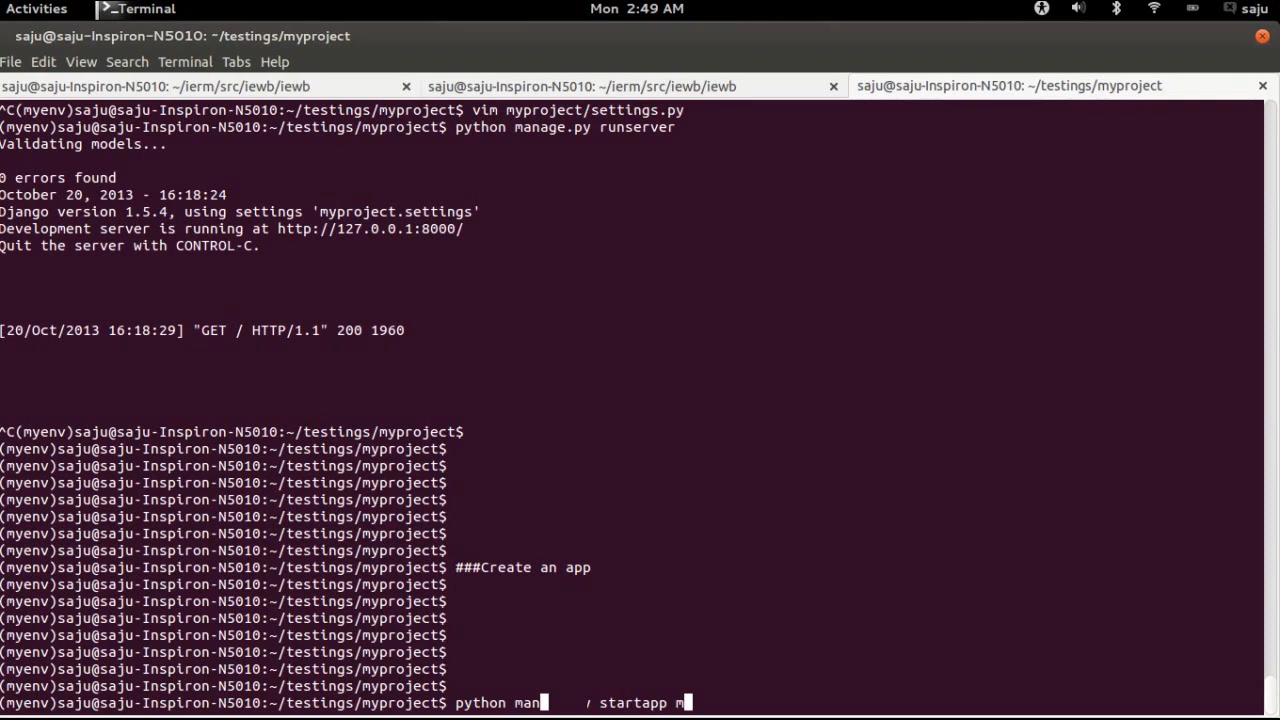 Activities
Terminal
Mon 2:49 AM
saju
saju@saju-Inspiron-N5010: ~/testings/myproject
File Edit View Search Terminal Tabs Help
saju@saju-Inspiron-N5010: ~/ierm/src/iewb/iewb
saju@saju-Inspiron-N5010: ~/ierm/src/iewb/iewb
saju@saju-Inspiron-N5010: ~/testings/myproject
^C(myenv)saju@saju-Inspiron-N5010:~/testings/myproject$ vim myproject/settings.py
(myenv)saju@saju-Inspiron-N5010:~/testings/myproject$ python manage.py runserver
Validating models...
0 errors found
October 20, 2013 - 16:18:24
Django version 1.5.4, using settings 'myproject.settings'
Development server is running at http://127.0.0.1:8000/
Quit the server with CONTROL-C.
[20/Oct/2013 16:18:29] "GET / HTTP/1.1" 200 1960
^C(myenv)saju@saju-Inspiron-N5010:~/testings/myproject$
(myenv)saju@saju-Inspiron-N5010:~/testings/myproject$
(myenv)saju@saju-Inspiron-N5010:~/testings/myproject$
(myenv)saju@saju-Inspiron-N5010:~/testings/myproject$
(myenv)saju@saju-Inspiron-N5010:~/testings/myproject$
(myenv)saju@saju-Inspiron-N5010:~/testings/myproject$
(myenv)saju@saju-Inspiron-N5010:~/testings/myproject$
(myenv)saju@saju-Inspiron-N5010:~/testings/myproject$
(myenv)saju@saju-Inspiron-N5010:~/testings/myproject$ ###Create an app
(myenv)saju@saju-Inspiron-N5010:~/testings/myproject$
(myenv)saju@saju-Inspiron-N5010:~/testings/myproject$
(myenv)saju@saju-Inspiron-N5010:~/testings/myproject$
(myenv)saju@saju-Inspiron-N5010:~/testings/myproject$
(myenv)saju@saju-Inspiron-N5010:~/testings/myproject$
(myenv)saju@saju-Inspiron-N5010:~/testings/myproject$
(myenv)saju@saju-Inspiron-N5010:~/testings/myproject$
(myenv)saju@saju-Inspiron-N5010:~/testings/myproject$ python man startapp m